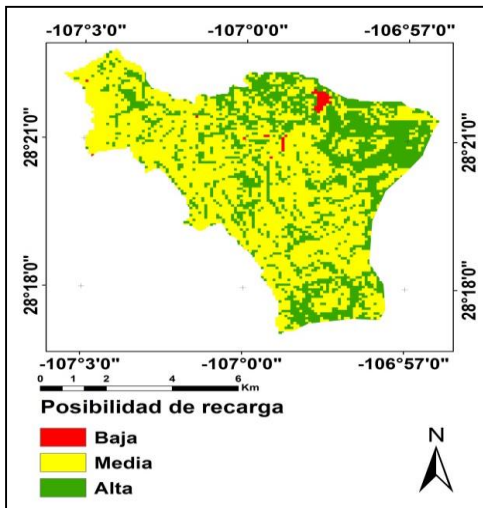 -107°3'0" -107°0'0" -106°57'0"
28°21'0" 28°21'0"
28°18'0" 28°18'0"
-107°3'0" -107°0'0" -106°57'0"
0 1 2 4 6
Km
Posibilidad de recarga
Baja
Media
Alta
N